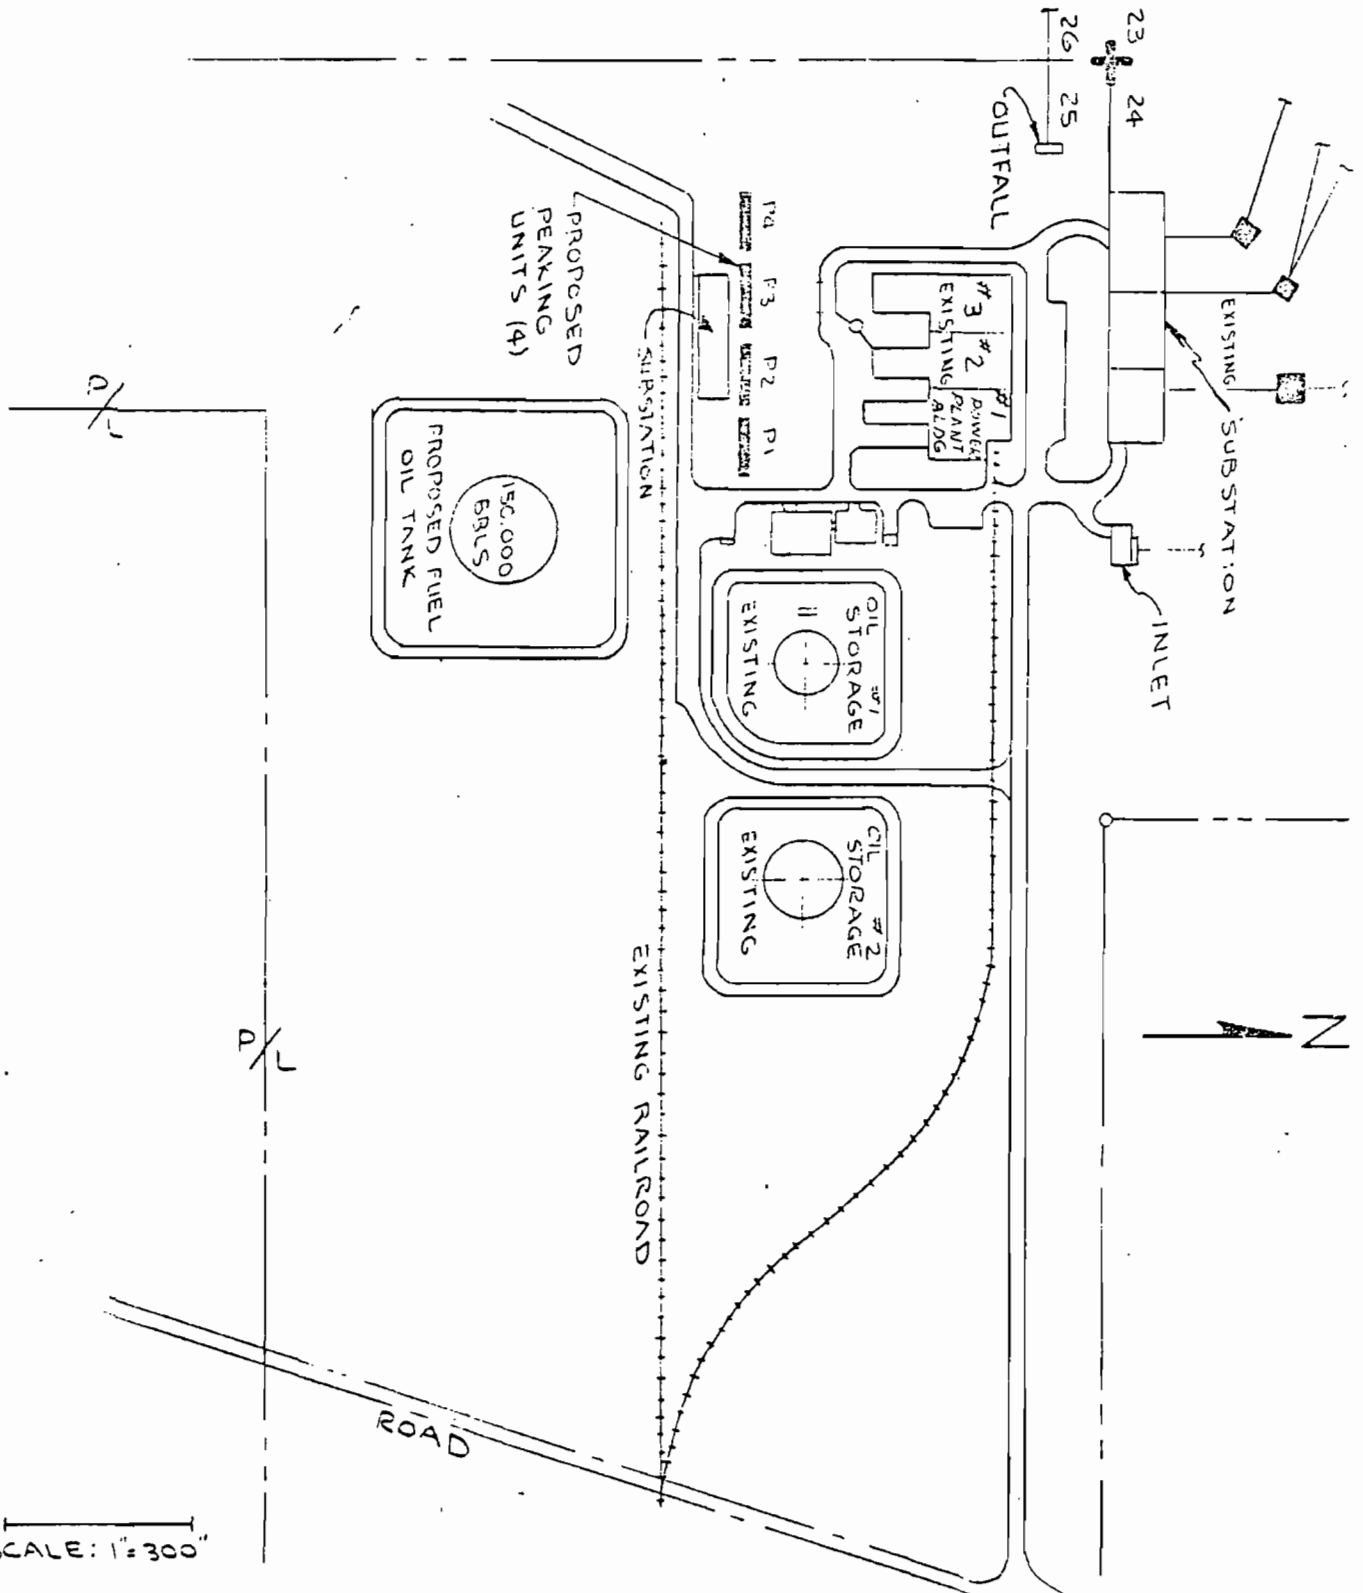 23
24
26
25
OUTFALL
EXISTING
SUBSTATION
INLET
#3
#2
#1
EXISTING
POWER
PLANT
BLDG
P4
P3
P2
P1
PROPOSED
PEAKING
UNITS (4)
SUBSTATION
150,000
BBLS
PROPOSED FUEL
OIL TANK
OIL #1
STORAGE
EXISTING
OIL #2
STORAGE
EXISTING
EXISTING RAILROAD
P/L
P/L
N
ROAD
SCALE: 1"=300"